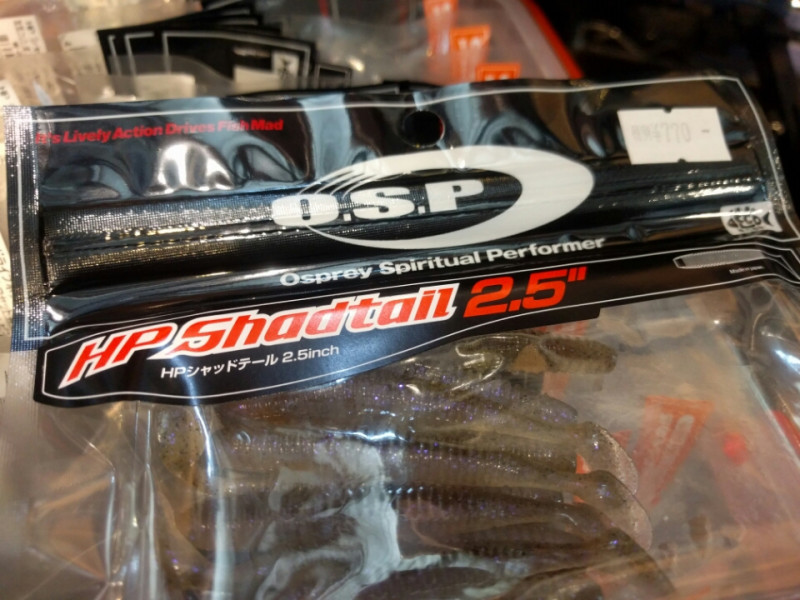 It's Lively Action Drives Fish Mad
¥770-
O.S.P
Osprey Spiritual Performer
HP Shadtail 2.5"
HPシャッドテール 2.5inch